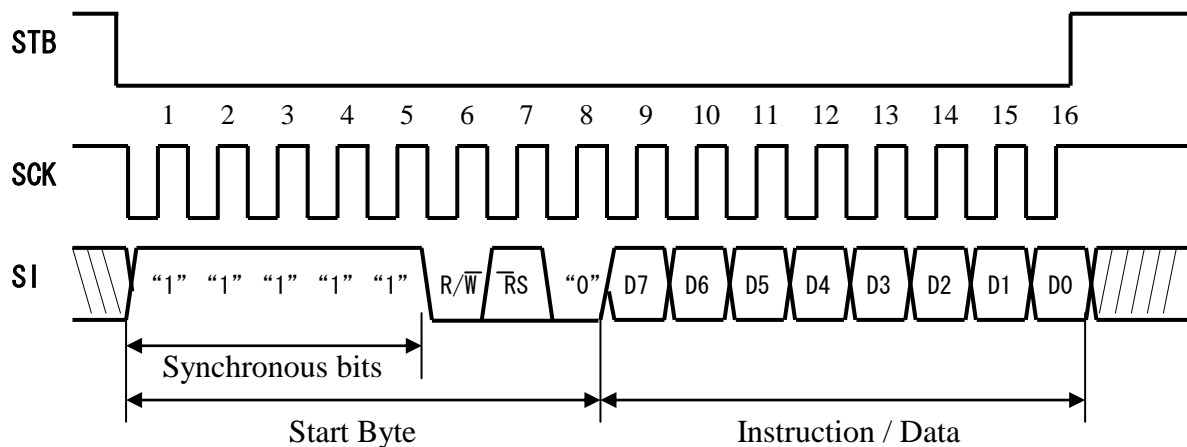 STB
1 2 3 4 5 6 7 8 9 10 11 12 13 14 15 16
SCK
SI “1” “1” “1” “1” “1” R/W̅ R̅S “0” D7 D6 D5 D4 D3 D2 D1 D0
Synchronous bits
Start Byte Instruction / Data